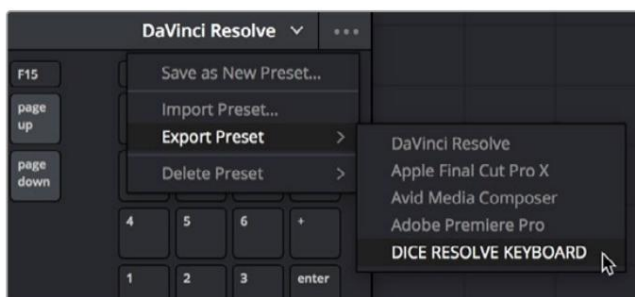 DaVinci Resolve
F15
Save as New Preset...
page
up
Import Preset...
Export Preset
DaVinci Resolve
page
down
Delete Preset
Apple Final Cut Pro X
Avid Media Composer
4 5 6 +
Adobe Premiere Pro
DICE RESOLVE KEYBOARD
1 2 3 enter